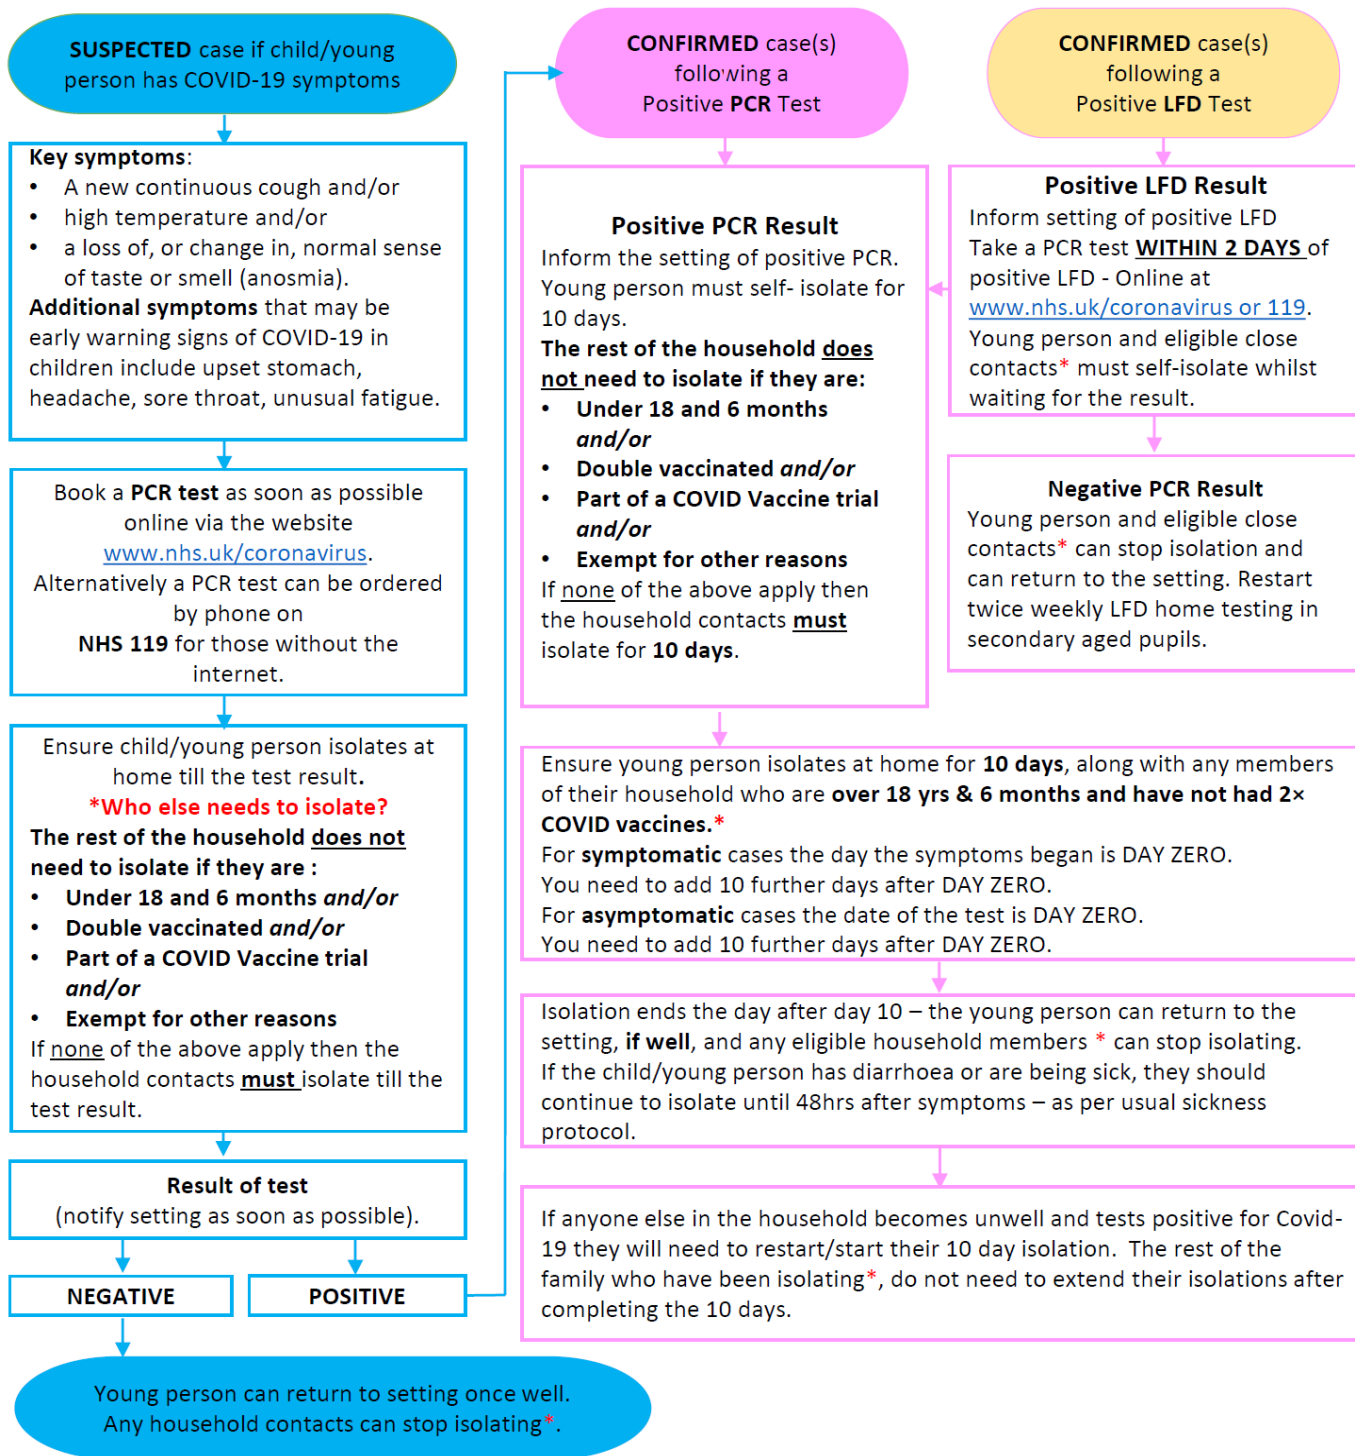 SUSPECTED case if child/young
person has COVID-19 symptoms
Key symptoms:
• A new continuous cough and/or
• high temperature and/or
• a loss of, or change in, normal sense
of taste or smell (anosmia).
Additional symptoms that may be
early warning signs of COVID-19 in
children include upset stomach,
headache, sore throat, unusual fatigue.
Book a PCR test as soon as possible
online via the website
www.nhs.uk/coronavirus.
Alternatively a PCR test can be ordered
by phone on
NHS 119 for those without the
internet.
Ensure child/young person isolates at
home till the test result.
*Who else needs to isolate?
The rest of the household does not
need to isolate if they are :
• Under 18 and 6 months and/or
• Double vaccinated and/or
• Part of a COVID Vaccine trial
and/or
• Exempt for other reasons
If none of the above apply then the
household contacts must isolate till the
test result.
Result of test
(notify setting as soon as possible).
NEGATIVE
POSITIVE
Young person can return to setting once well.
Any household contacts can stop isolating*.
CONFIRMED case(s)
following a
Positive PCR Test
Positive PCR Result
Inform the setting of positive PCR.
Young person must self- isolate for
10 days.
The rest of the household does
not need to isolate if they are:
• Under 18 and 6 months
and/or
• Double vaccinated and/or
• Part of a COVID Vaccine trial
and/or
• Exempt for other reasons
If none of the above apply then
the household contacts must
isolate for 10 days.
CONFIRMED case(s)
following a
Positive LFD Test
Positive LFD Result
Inform setting of positive LFD
Take a PCR test WITHIN 2 DAYS of
positive LFD - Online at
www.nhs.uk/coronavirus or 119.
Young person and eligible close
contacts* must self-isolate whilst
waiting for the result.
Negative PCR Result
Young person and eligible close
contacts* can stop isolation and
can return to the setting. Restart
twice weekly LFD home testing in
secondary aged pupils.
Ensure young person isolates at home for 10 days, along with any members
of their household who are over 18 yrs & 6 months and have not had 2×
COVID vaccines.*
For symptomatic cases the day the symptoms began is DAY ZERO.
You need to add 10 further days after DAY ZERO.
For asymptomatic cases the date of the test is DAY ZERO.
You need to add 10 further days after DAY ZERO.
Isolation ends the day after day 10 – the young person can return to the
setting, if well, and any eligible household members * can stop isolating.
If the child/young person has diarrhoea or are being sick, they should
continue to isolate until 48hrs after symptoms – as per usual sickness
protocol.
If anyone else in the household becomes unwell and tests positive for Covid-
19 they will need to restart/start their 10 day isolation. The rest of the
family who have been isolating*, do not need to extend their isolations after
completing the 10 days.